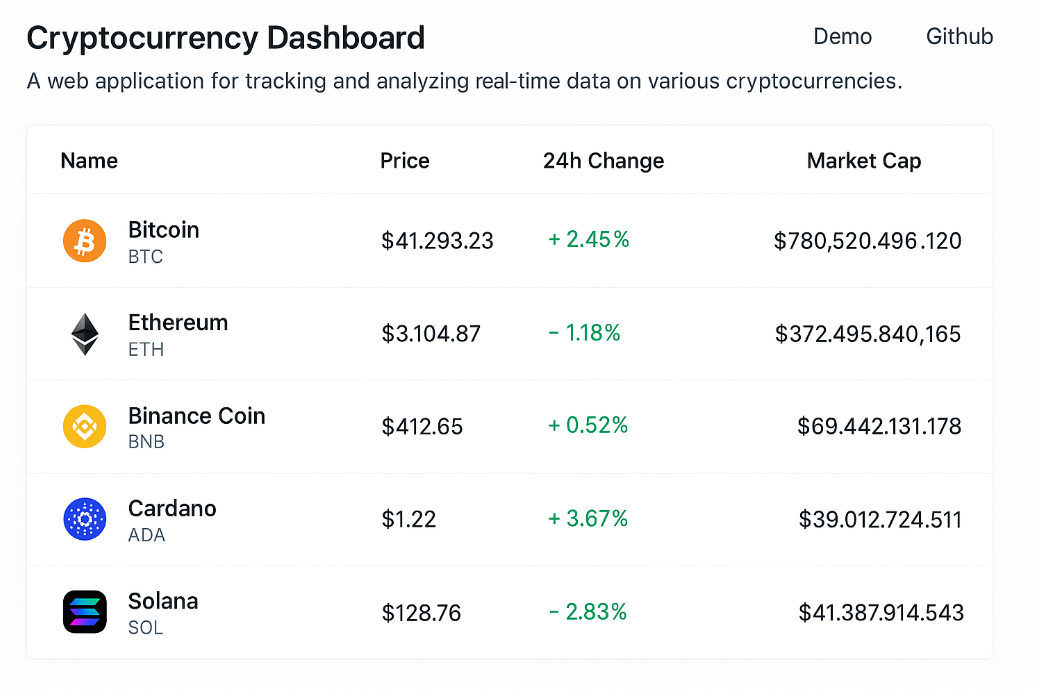 Cryptocurrency Dashboard Demo Github
A web application for tracking and analyzing real-time data on various cryptocurrencies.
Name Price 24h Change Market Cap
Bitcoin
BTC
$41.293.23 + 2.45% $780,520.496.120
Ethereum
ETH
$3.104.87 − 1.18% $372.495.840,165
Binance Coin
BNB
$412.65 + 0.52% $69.442.131.178
Cardano
ADA
$1.22 + 3.67% $39.012.724.511
Solana
SOL
$128.76 − 2.83% $41.387.914.543